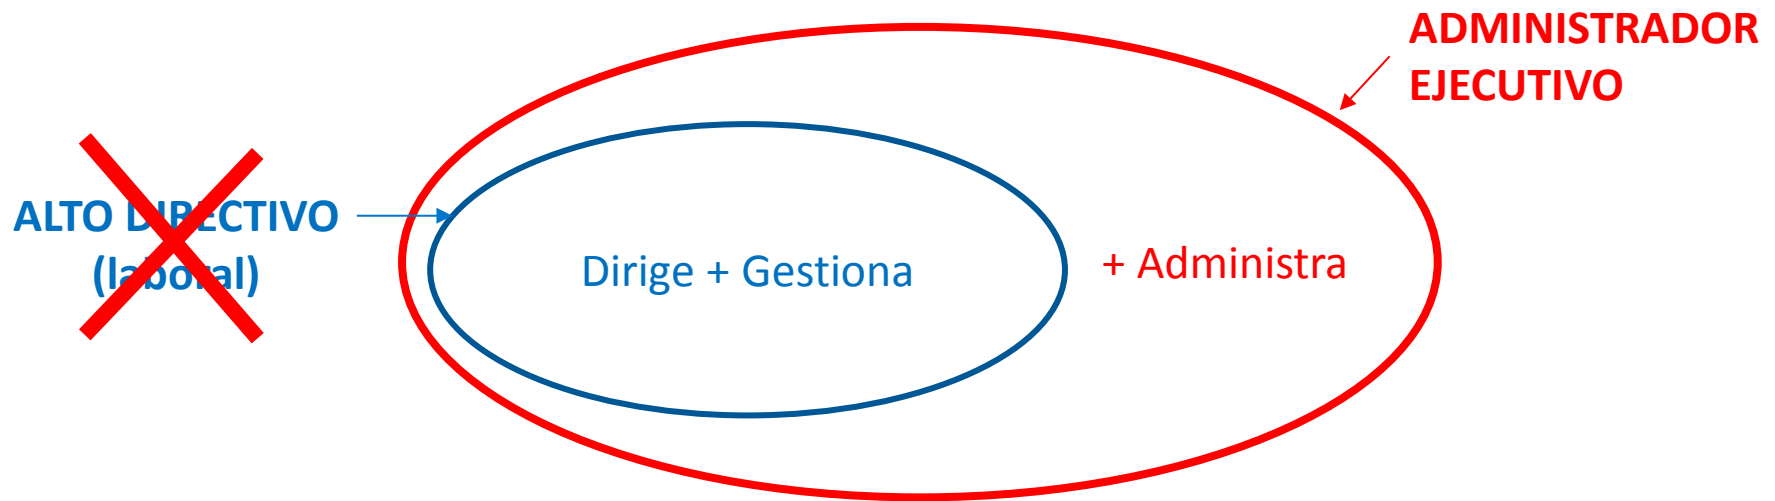 ADMINISTRADOR
EJECUTIVO
ALTO DIRECTIVO
(laboral)
Dirige + Gestiona
+ Administra